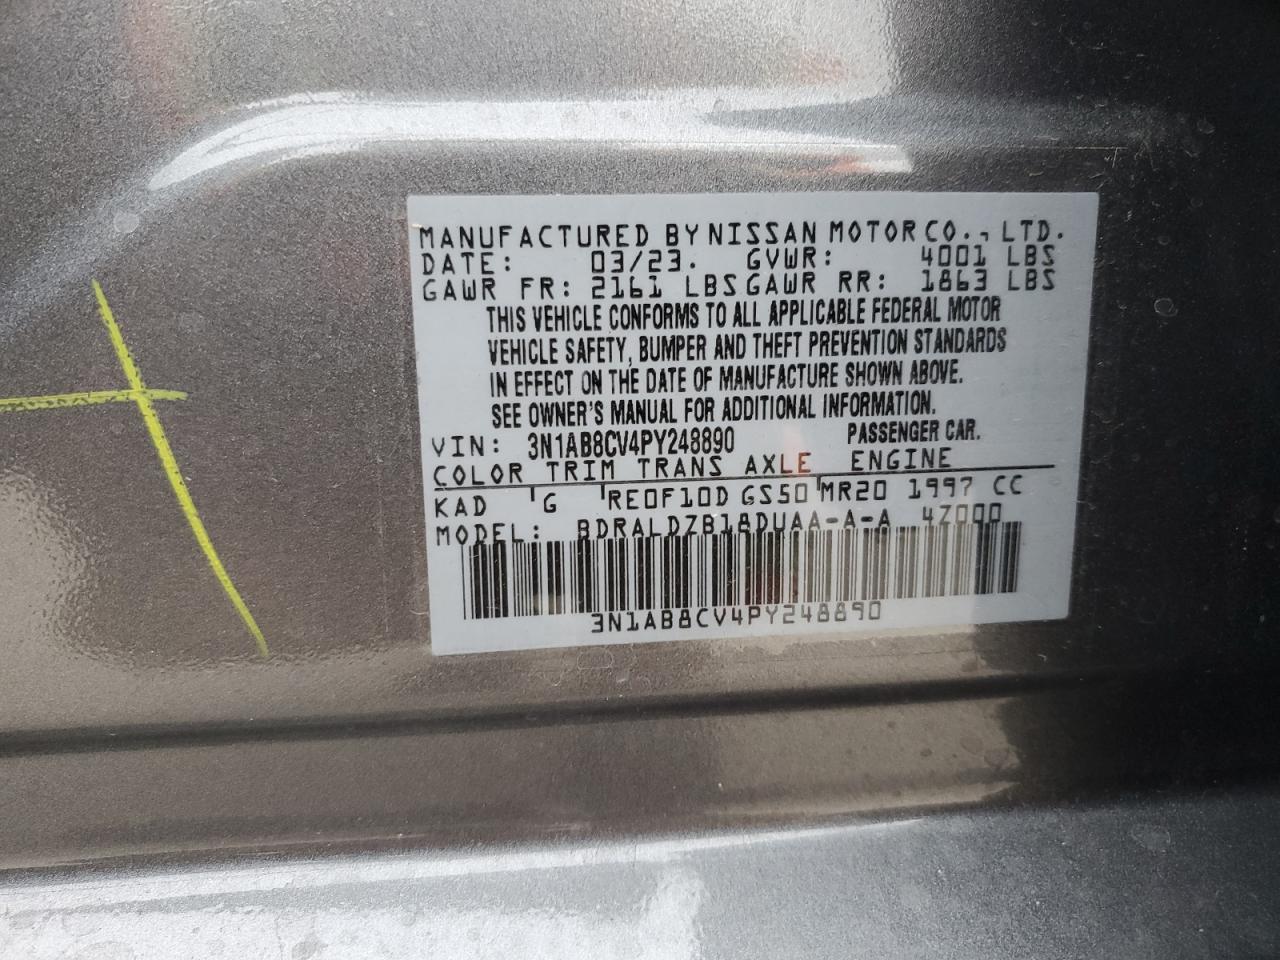 MANUFACTURED BY NISSAN MOTOR CO., LTD.
DATE: 03/23. GVWR: 4001 LBS
GAWR FR: 2161 LBS GAWR RR: 1863 LBS
THIS VEHICLE CONFORMS TO ALL APPLICABLE FEDERAL MOTOR
VEHICLE SAFETY, BUMPER AND THEFT PREVENTION STANDARDS
IN EFFECT ON THE DATE OF MANUFACTURE SHOWN ABOVE.
SEE OWNER'S MANUAL FOR ADDITIONAL INFORMATION.
VIN: 3N1AB8CV4PY248890 PASSENGER CAR.
COLOR TRIM TRANS AXLE ENGINE
KAD G RE0F10D GS50 MR20 1997 CC
MODEL: BDRALDZB18DUAA-A-A 4Z000
3N1AB8CV4PY248890